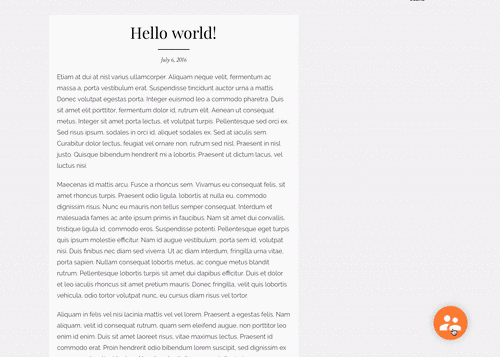 Hello world!
July 6, 2016
Etiam at dui at nisl varius ullamcorper. Aliquam neque velit, fermentum ac
massa a, porta vestibulum erat. Suspendisse tincidunt auctor urna a mattis.
Donec volutpat egestas porta. Integer euismod leo a commodo pharetra. Duis
sit amet elit porttitor, fermentum dolor id, rutrum elit. Aenean ut consequat
metus. Integer sit amet porta lectus, et volutpat turpis. Pellentesque sed orci ex.
Sed risus ipsum, sodales in orci id, aliquet sodales ex. Sed at iaculis sem.
Curabitur dolor lectus, feugiat vel ornare non, rutrum sed nisl. Praesent in nisl
justo. Quisque bibendum hendrerit mi a lobortis. Praesent ut dictum lacus, vel
luctus nisi.
Maecenas id mattis arcu. Fusce a rhoncus sem. Vivamus eu consequat felis, sit
amet rhoncus turpis. Praesent odio ligula, lobortis at nulla eu, commodo
dignissim risus. Nunc eu mauris non tellus semper consequat. Interdum et
malesuada fames ac ante ipsum primis in faucibus. Nam sit amet dui convallis,
tristique ligula id, commodo eros. Suspendisse potenti. Pellentesque eget turpis
quis ipsum molestie efficitur. Nam id augue vestibulum, porta sem id, volutpat
nisi. Duis finibus nec diam sed viverra. Ut ac diam interdum, fringilla urna vitae,
porta sapien. Nullam consequat lobortis metus, ac congue metus blandit
rutrum. Pellentesque lobortis turpis sit amet dui dapibus efficitur. Duis et dolor
et leo iaculis rhoncus sit amet pretium mauris. Donec fringilla, velit quis lobortis
vehicula, odio tortor volutpat nunc, eu cursus diam risus vel tortor.
Aliquam in felis vel nisi lacinia mattis vel vel lorem. Praesent a egestas felis. Nam
aliquam, velit id consequat rutrum, quam sem eleifend augue, non porttitor leo
enim id enim. Duis sit amet laoreet risus, vitae maximus lectus. Praesent id
commodo erat. Proin hendrerit odio bibendum lorem suscipit, sed dignissim ex